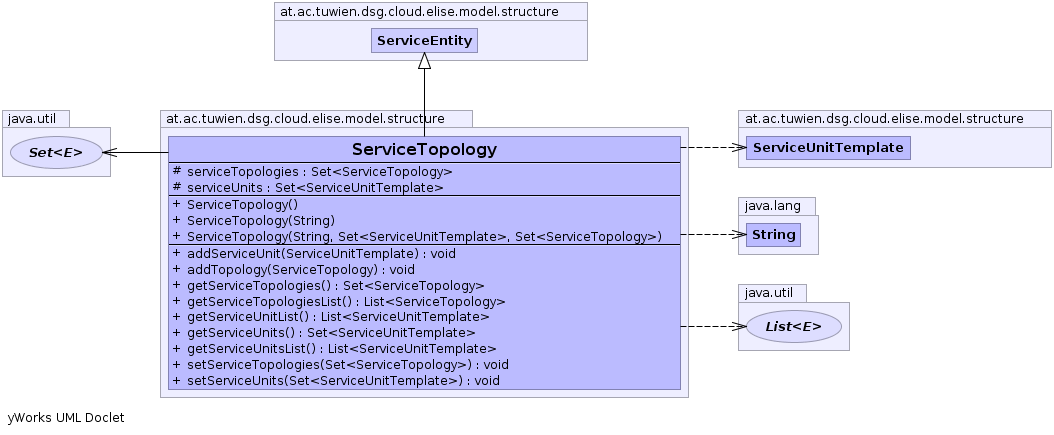 at.ac.tuwien.dsg.cloud.elise.model.structure
ServiceEntity
java.util
Set<E>
at.ac.tuwien.dsg.cloud.elise.model.structure
ServiceTopology
# serviceTopologies : Set<ServiceTopology>
# serviceUnits : Set<ServiceUnitTemplate>
+ ServiceTopology()
+ ServiceTopology(String)
+ ServiceTopology(String, Set<ServiceUnitTemplate>, Set<ServiceTopology>)
+ addServiceUnit(ServiceUnitTemplate) : void
+ addTopology(ServiceTopology) : void
+ getServiceTopologies() : Set<ServiceTopology>
+ getServiceTopologiesList() : List<ServiceTopology>
+ getServiceUnitList() : List<ServiceUnitTemplate>
+ getServiceUnits() : Set<ServiceUnitTemplate>
+ getServiceUnitsList() : List<ServiceUnitTemplate>
+ setServiceTopologies(Set<ServiceTopology>) : void
+ setServiceUnits(Set<ServiceUnitTemplate>) : void
at.ac.tuwien.dsg.cloud.elise.model.structure
ServiceUnitTemplate
java.lang
String
java.util
List<E>
yWorks UML Doclet